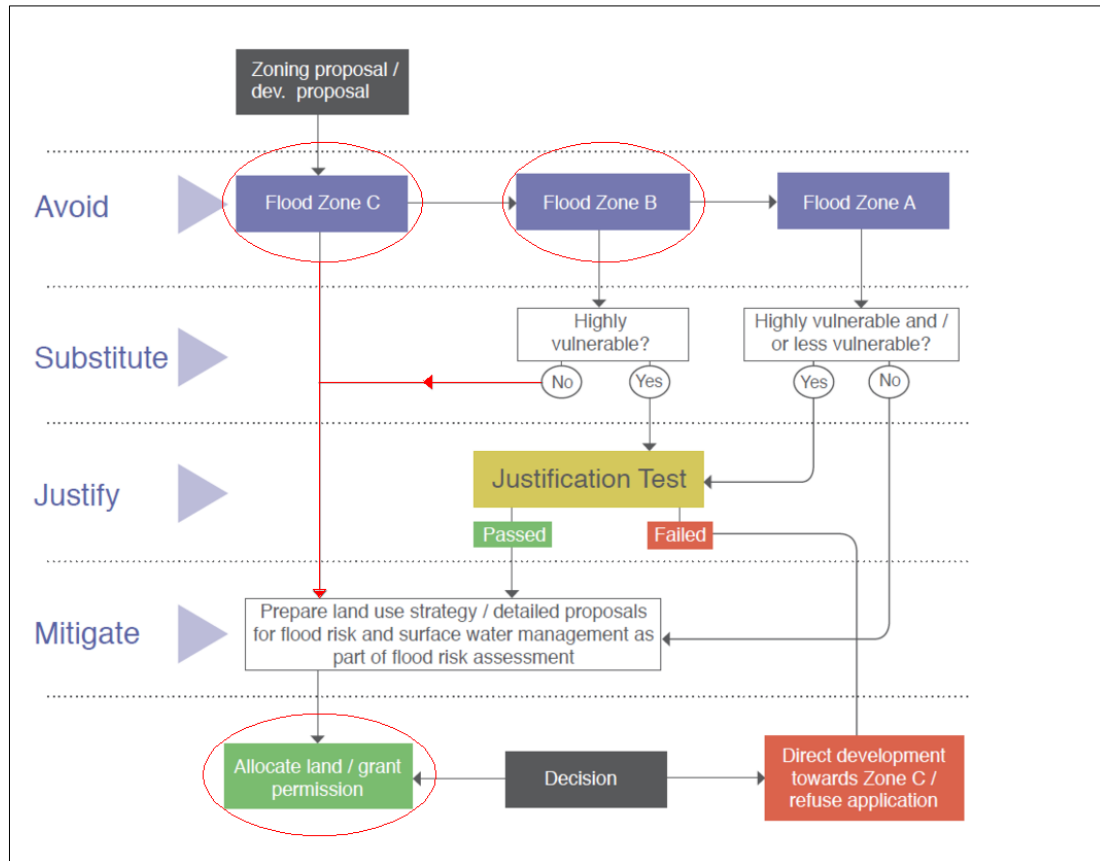 Zoning proposal /
dev. proposal
Avoid
Flood Zone C
Flood Zone B
Flood Zone A
Substitute
Highly
vulnerable?
Highly vulnerable and /
or less vulnerable?
No
Yes
Yes
No
Justify
Justification Test
Passed
Failed
Mitigate
Prepare land use strategy / detailed proposals
for flood risk and surface water management as
part of flood risk assessment
Allocate land / grant
permission
Decision
Direct development
towards Zone C /
refuse application